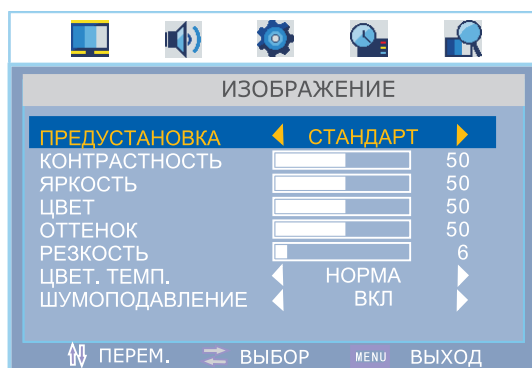 ИЗОБРАЖЕНИЕ
ПРЕДУСТАНОВКА СТАНДАРТ
КОНТРАСТНОСТЬ 50
ЯРКОСТЬ 50
ЦВЕТ 50
ОТТЕНОК 50
РЕЗКОСТЬ 6
ЦВЕТ. ТЕМП. НОРМА
ШУМОПОДАВЛЕНИЕ ВКЛ
ПЕРЕМ. ВЫБОР MENU ВЫХОД